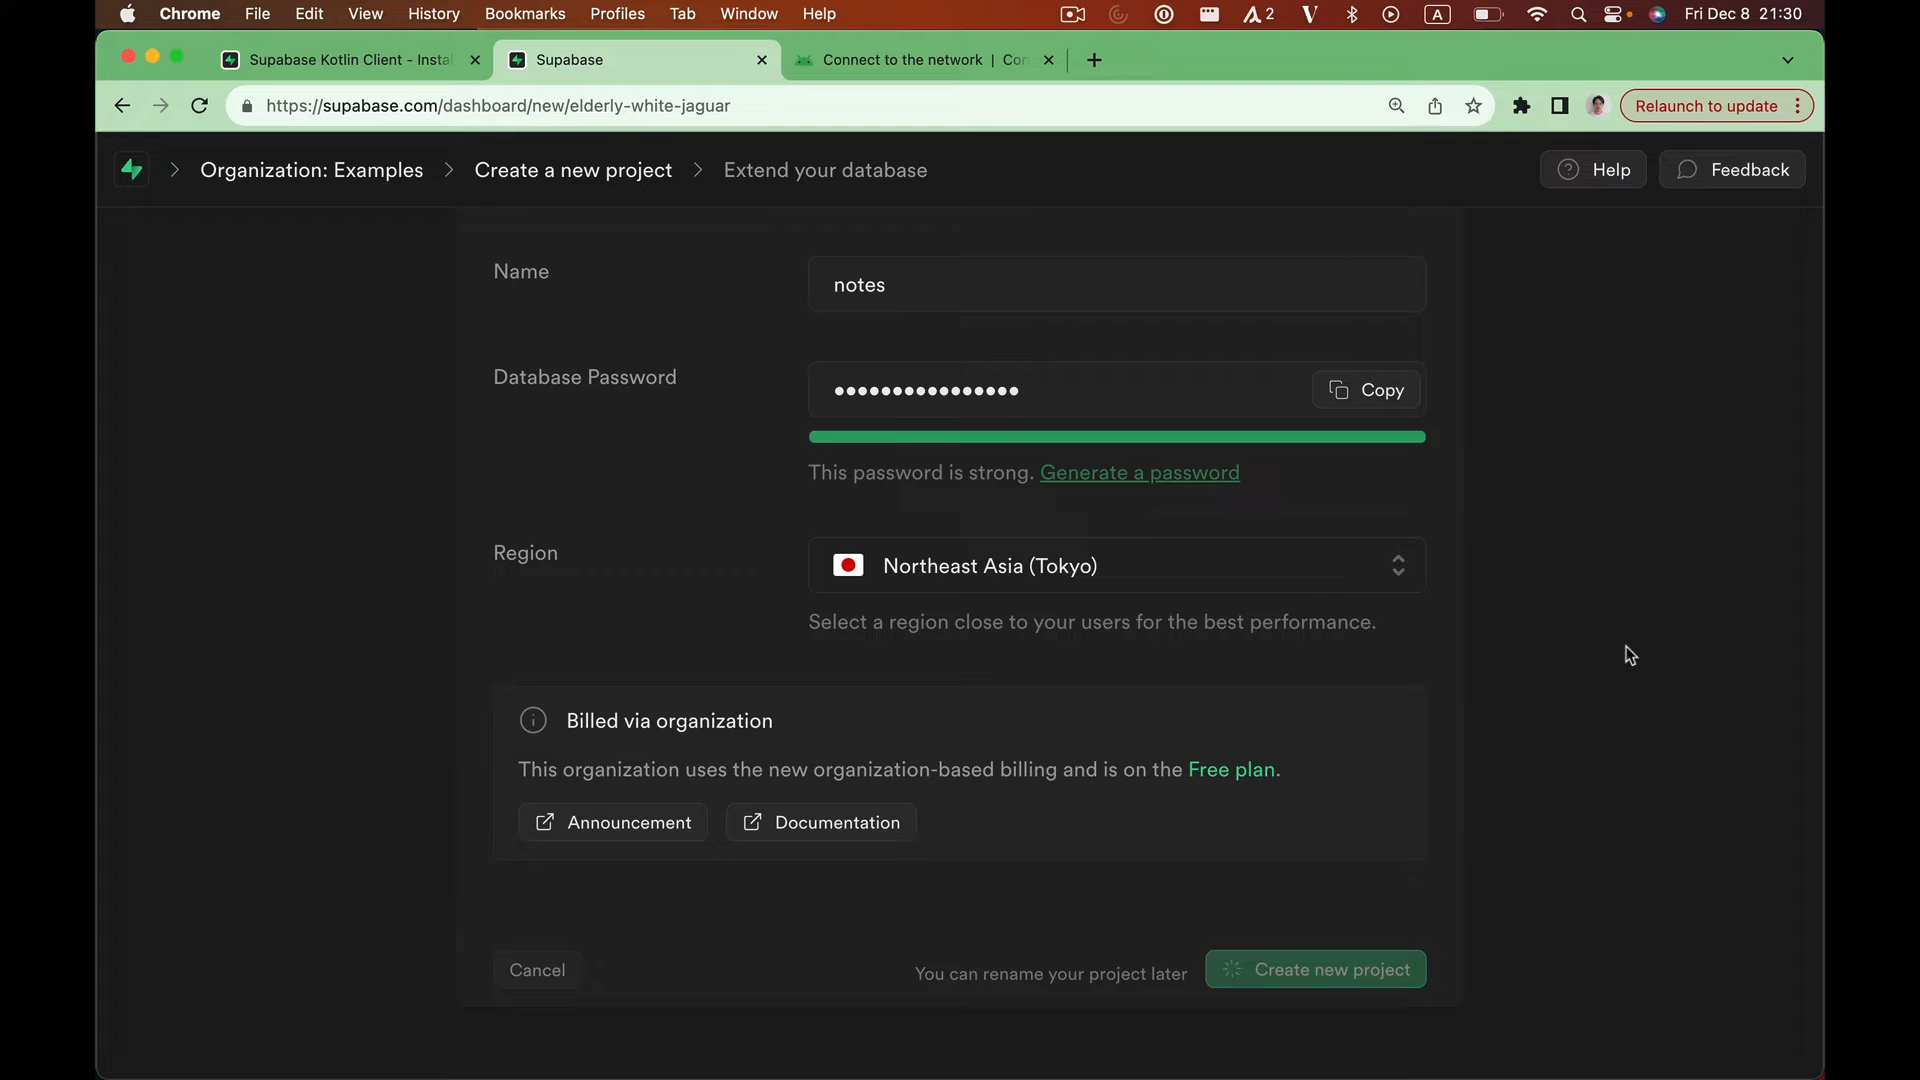 Chrome File Edit View History Bookmarks Profiles Tab Window Help 2 A Fri Dec 8 21:30
Supabase Kotlin Client - Instal
Supabase
Connect to the network | Con
https://supabase.com/dashboard/new/elderly-white-jaguar
Relaunch to update
Organization: Examples
Create a new project
Extend your database
Help
Feedback
Name
notes
Database Password
••••••••••••••••
Copy
This password is strong. Generate a password
Region
Northeast Asia (Tokyo)
Select a region close to your users for the best performance.
Billed via organization
This organization uses the new organization-based billing and is on the Free plan.
Announcement
Documentation
Cancel
You can rename your project later
Create new project